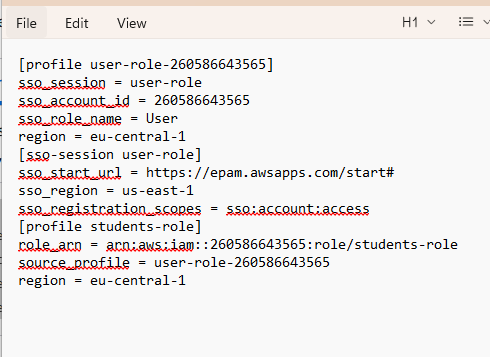 File Edit View H1
[profile user-role-260586643565]
sso_session = user-role
sso_account_id = 260586643565
sso_role_name = User
region = eu-central-1
[sso-session user-role]
sso_start_url = https://epam.awsapps.com/start#
sso_region = us-east-1
sso_registration_scopes = sso:account:access
[profile students-role]
role_arn = arn:aws:iam::260586643565:role/students-role
source_profile = user-role-260586643565
region = eu-central-1